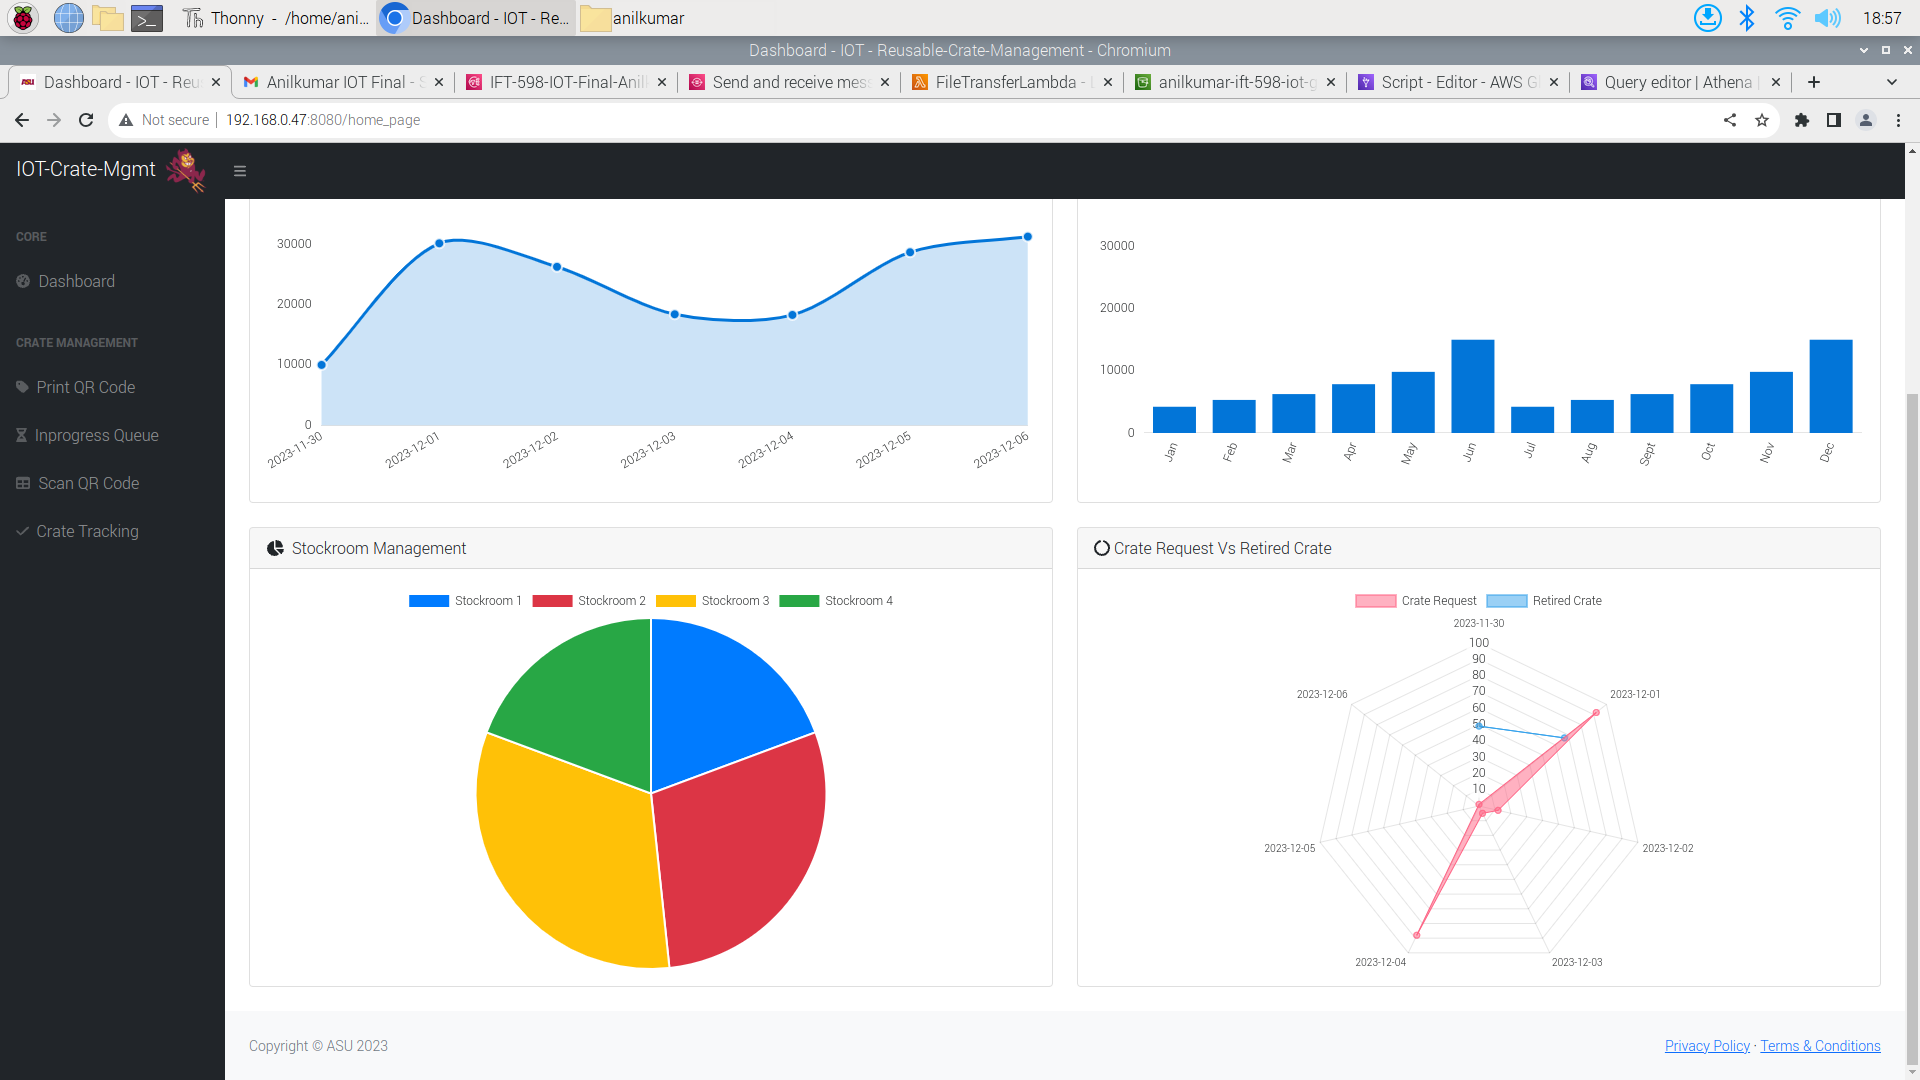 Thonny - /home/ani...
Dashboard - IOT - Re...
anilkumar
18:57
Dashboard - IOT - Reusable-Crate-Management - Chromium
Dashboard - IOT - Reu
Anilkumar IOT Final - S
IFT-598-IOT-Final-Anil
Send and receive mes
FileTransferLambda -
anilkumar-ift-598-iot-g
Script - Editor - AWS Gl
Query editor | Athena
Not secure
192.168.0.47:8080/home_page
IOT-Crate-Mgmt
CORE
Dashboard
CRATE MANAGEMENT
Print QR Code
Inprogress Queue
Scan QR Code
Crate Tracking
30000
20000
10000
0
2023-11-30
2023-12-01
2023-12-02
2023-12-03
2023-12-04
2023-12-05
2023-12-06
30000
20000
10000
0
Jan
Feb
Mar
Apr
May
Jun
Jul
Aug
Sept
Oct
Nov
Dec
Stockroom Management
Stockroom 1
Stockroom 2
Stockroom 3
Stockroom 4
Crate Request Vs Retired Crate
Crate Request
Retired Crate
2023-11-30
100
90
80
70
60
50
40
30
20
10
2023-12-01
2023-12-02
2023-12-03
2023-12-04
2023-12-05
2023-12-06
Copyright © ASU 2023
Privacy Policy · Terms & Conditions